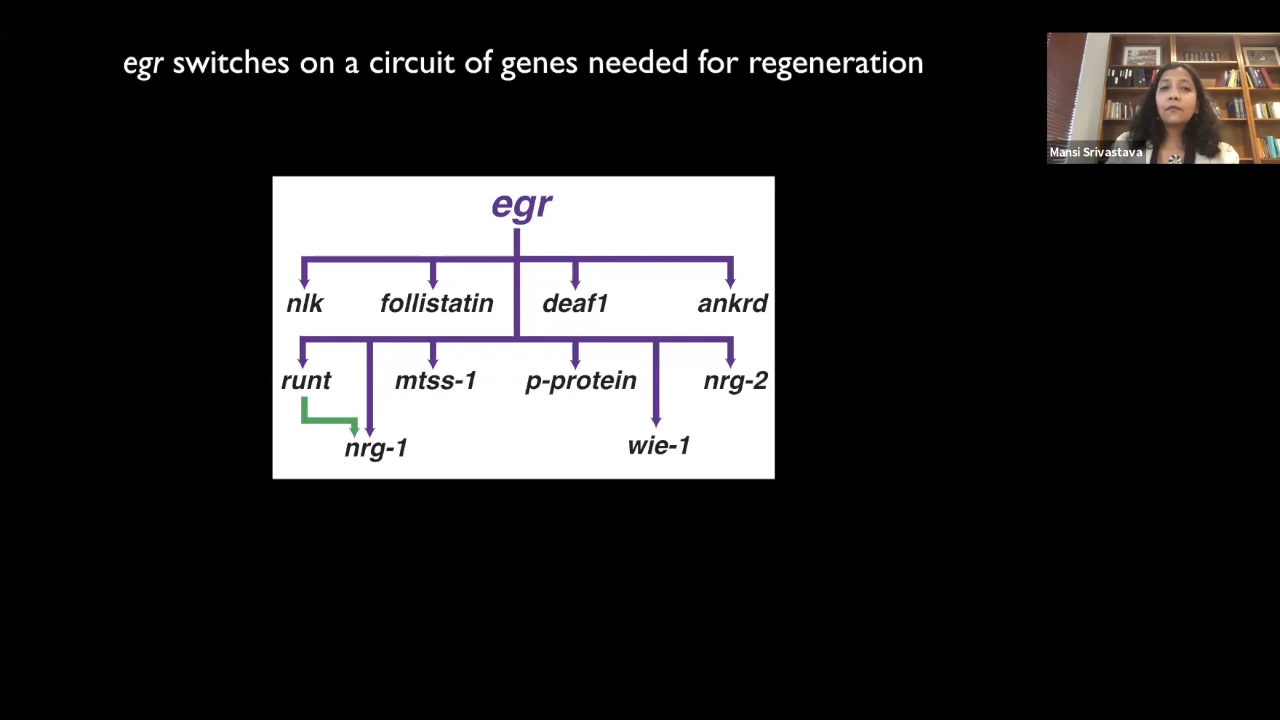 egr switches on a circuit of genes needed for regeneration
Mansi Srivastava
egr
nlk follistatin deaf1 ankrd
runt mtss-1 p-protein nrg-2
nrg-1 wie-1